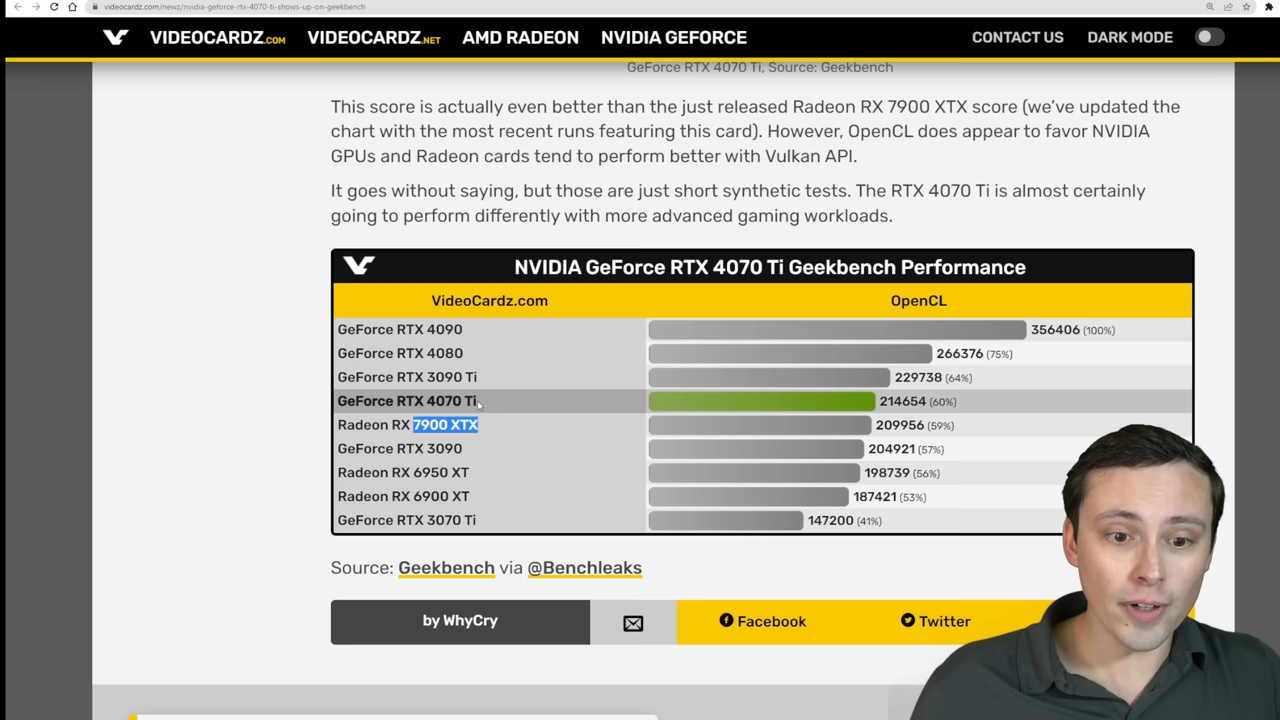 videocardz.com/newz/nvidia-geforce-rtx-4070-ti-shows-up-on-geekbench
VIDEOCARDZ.COM VIDEOCARDZ.NET AMD RADEON NVIDIA GEFORCE CONTACT US DARK MODE
GeForce RTX 4070 Ti, Source: Geekbench
This score is actually even better than the just released Radeon RX 7900 XTX score (we've updated the
chart with the most recent runs featuring this card). However, OpenCL does appear to favor NVIDIA
GPUs and Radeon cards tend to perform better with Vulkan API.
It goes without saying, but those are just short synthetic tests. The RTX 4070 Ti is almost certainly
going to perform differently with more advanced gaming workloads.
NVIDIA GeForce RTX 4070 Ti Geekbench Performance
VideoCardz.com OpenCL
GeForce RTX 4090 356406 (100%)
GeForce RTX 4080 266376 (75%)
GeForce RTX 3090 Ti 229738 (64%)
GeForce RTX 4070 Ti 214654 (60%)
Radeon RX 7900 XTX 209956 (59%)
GeForce RTX 3090 204921 (57%)
Radeon RX 6950 XT 198739 (56%)
Radeon RX 6900 XT 187421 (53%)
GeForce RTX 3070 Ti 147200 (41%)
Source: Geekbench via @Benchleaks
by WhyCry Facebook Twitter